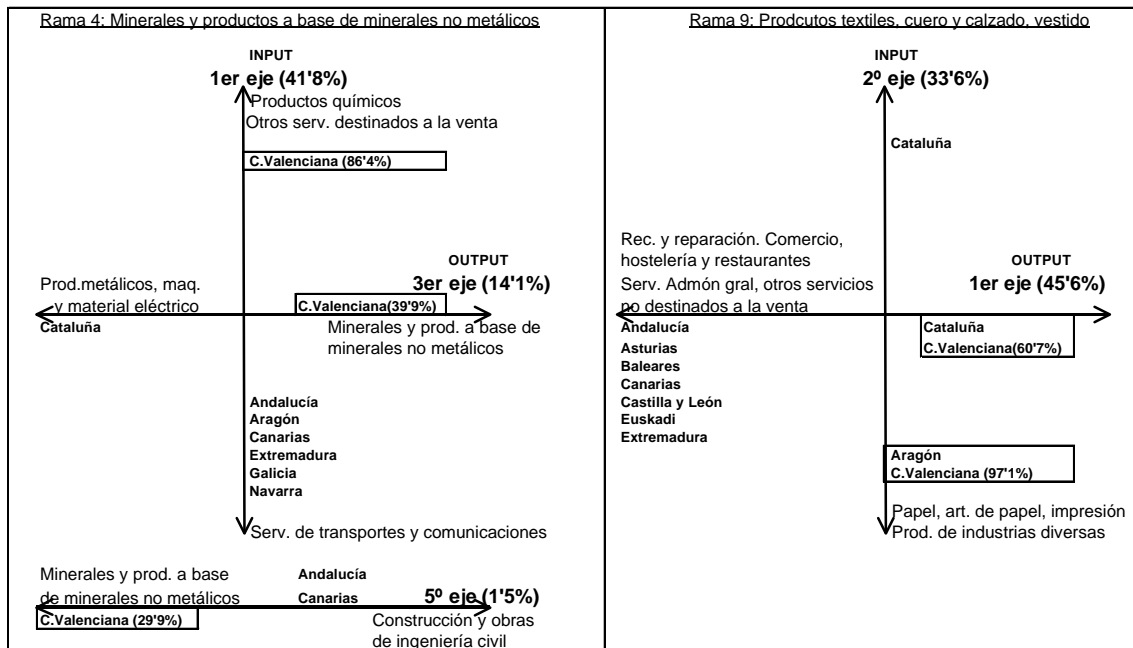 Rama 4: Minerales y productos a base de minerales no metálicos
INPUT
1er eje (41'8%)
Productos químicos
Otros serv. destinados a la venta
C.Valenciana (86'4%)
OUTPUT
3er eje (14'1%)
Prod.metálicos, maq.
y material eléctrico
C.Valenciana(39'9%)
Cataluña
Minerales y prod. a base de
minerales no metálicos
Andalucía
Aragón
Canarias
Extremadura
Galicia
Navarra
Serv. de transportes y comunicaciones
Minerales y prod. a base
de minerales no metálicos
Andalucía
Canarias
5º eje (1'5%)
C.Valenciana (29'9%)
Construcción y obras
de ingeniería civil
Rama 9: Prodcutos textiles, cuero y calzado, vestido
INPUT
2º eje (33'6%)
Cataluña
Rec. y reparación. Comercio,
hostelería y restaurantes
Serv. Admón gral, otros servicios
no destinados a la venta
OUTPUT
1er eje (45'6%)
Andalucía
Asturias
Baleares
Canarias
Castilla y León
Euskadi
Extremadura
Cataluña
C.Valenciana(60'7%)
Aragón
C.Valenciana (97'1%)
Papel, art. de papel, impresión
Prod. de industrias diversas